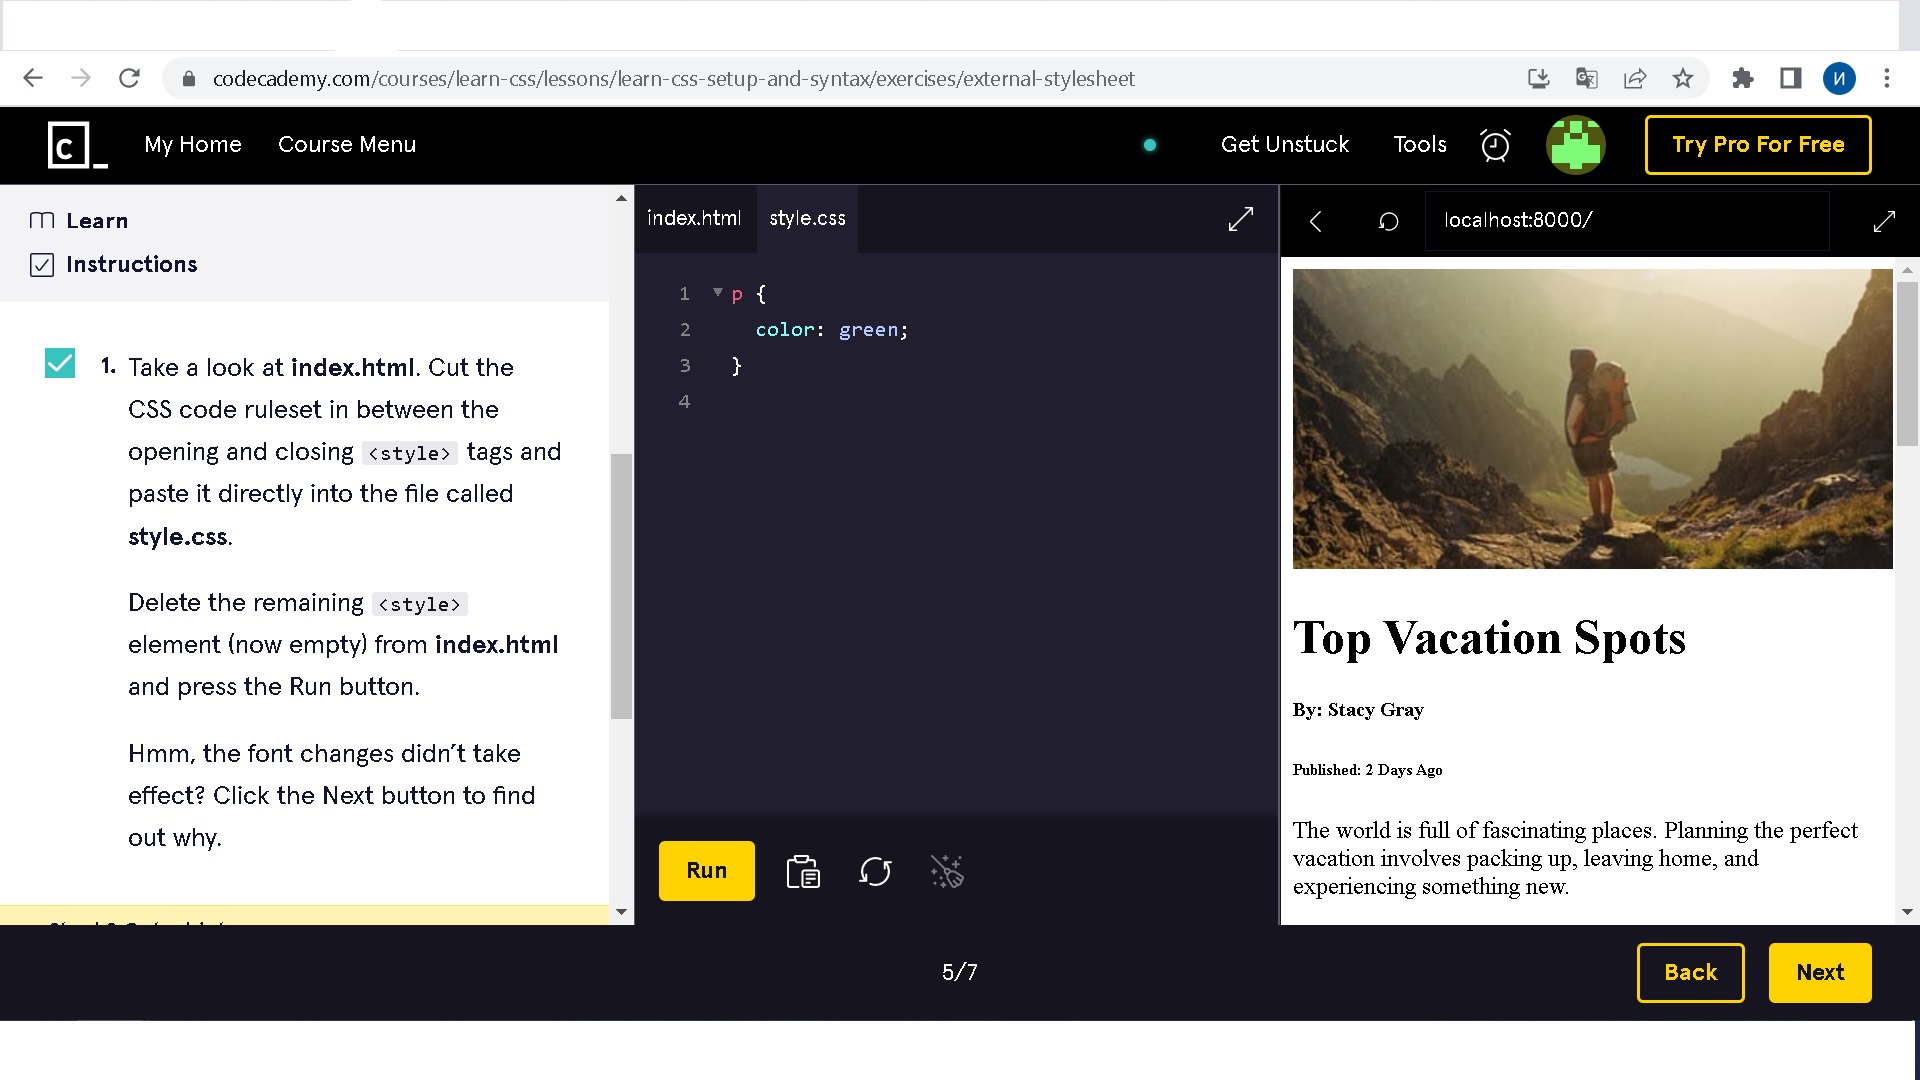 codecademy.com/courses/learn-css/lessons/learn-css-setup-and-syntax/exercises/external-stylesheet
И
c_
My Home
Course Menu
Get Unstuck
Tools
Try Pro For Free
Learn
Instructions
1. Take a look at index.html. Cut the
CSS code ruleset in between the
opening and closing <style> tags and
paste it directly into the file called
style.css.
Delete the remaining <style>
element (now empty) from index.html
and press the Run button.
Hmm, the font changes didn't take
effect? Click the Next button to find
out why.
index.html
style.css
1 p {
2 color: green;
3 }
4
Run
localhost:8000/
Top Vacation Spots
By: Stacy Gray
Published: 2 Days Ago
The world is full of fascinating places. Planning the perfect
vacation involves packing up, leaving home, and
experiencing something new.
5/7
Back
Next